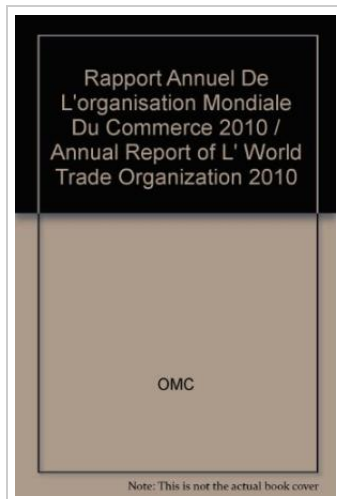 Rapport Annuel De
L'organisation Mondiale
Du Commerce 2010 /
Annual Report of L' World
Trade Organization 2010
OMC
Note: This is not the actual book cover